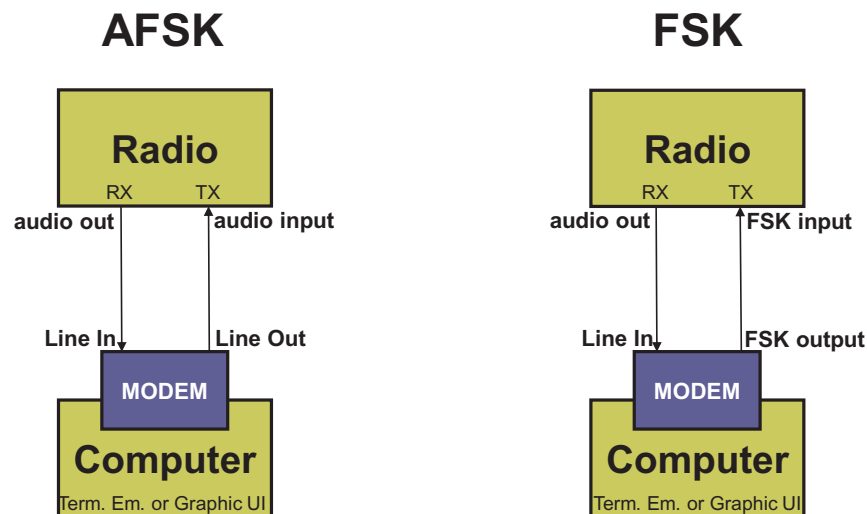 AFSK
Radio
RX TX
audio out audio input
Line In Line Out
MODEM
Computer
Term. Em. or Graphic UI
FSK
Radio
RX TX
audio out FSK input
Line In FSK output
MODEM
Computer
Term. Em. or Graphic UI